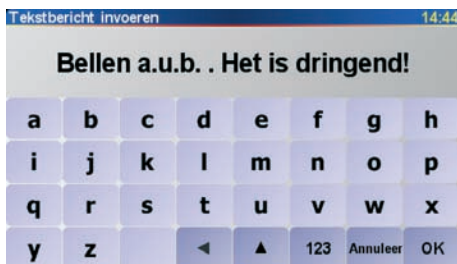 Tekstbericht invoeren 14:44
Bellen a.u.b. . Het is dringend!
a b c d e f g h
i j k l m n o p
q r s t u v w x
y z 123 Annuleer OK